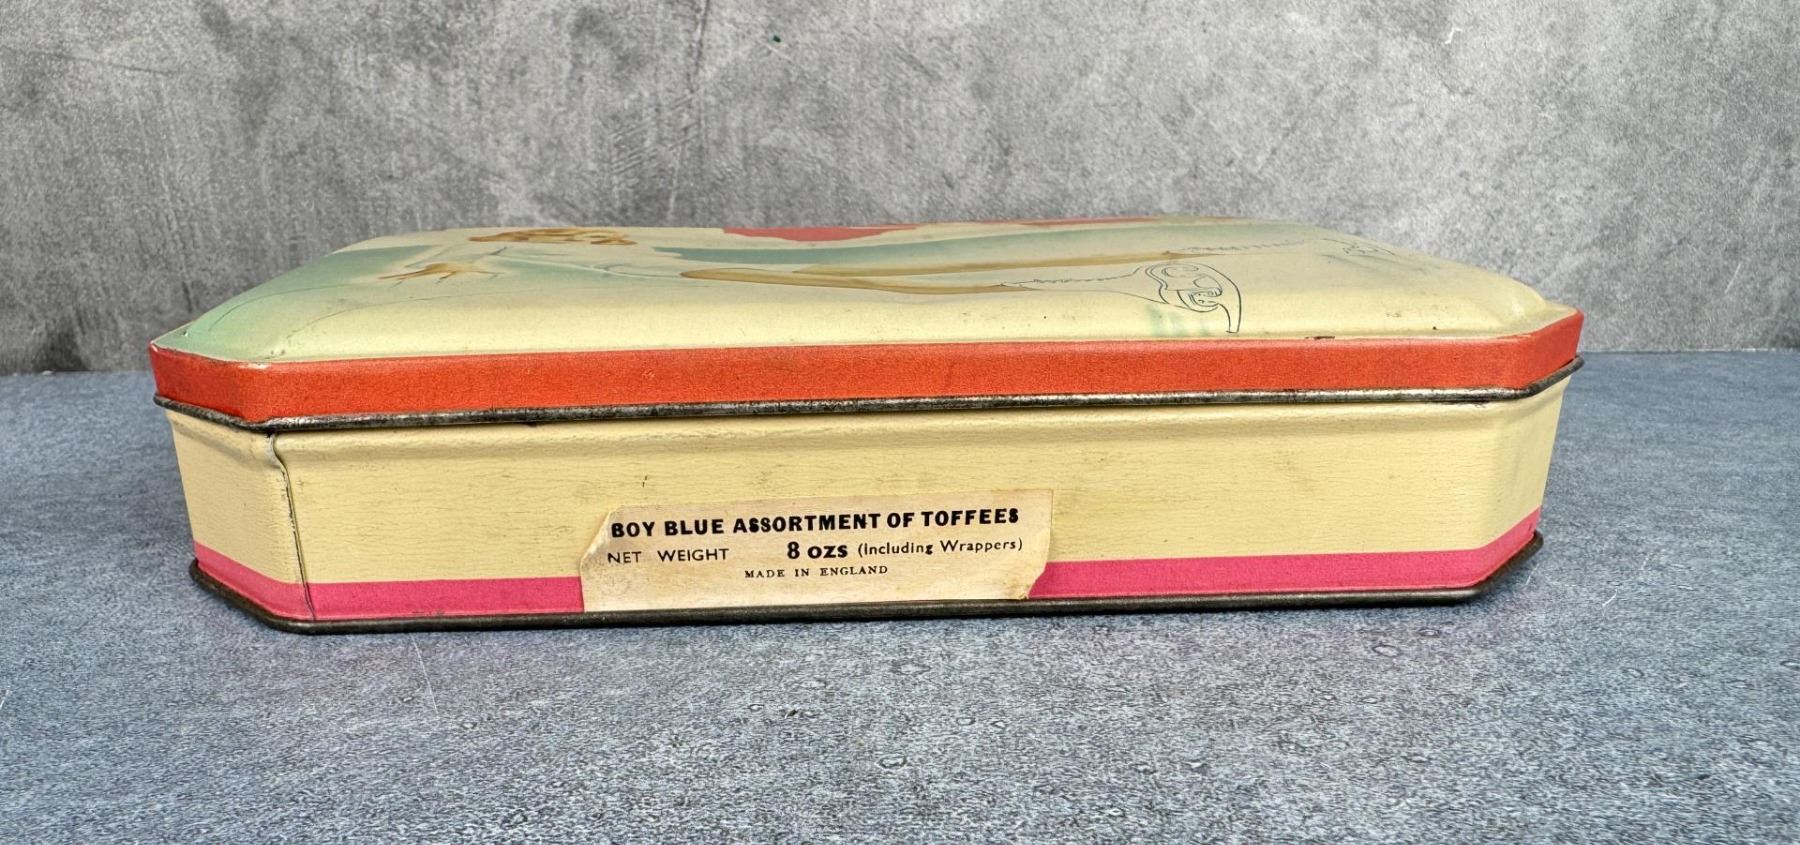 BOY BLUE ASSORTMENT OF TOFFEES
NET WEIGHT 8 OZS (Including Wrappers)
MADE IN ENGLAND